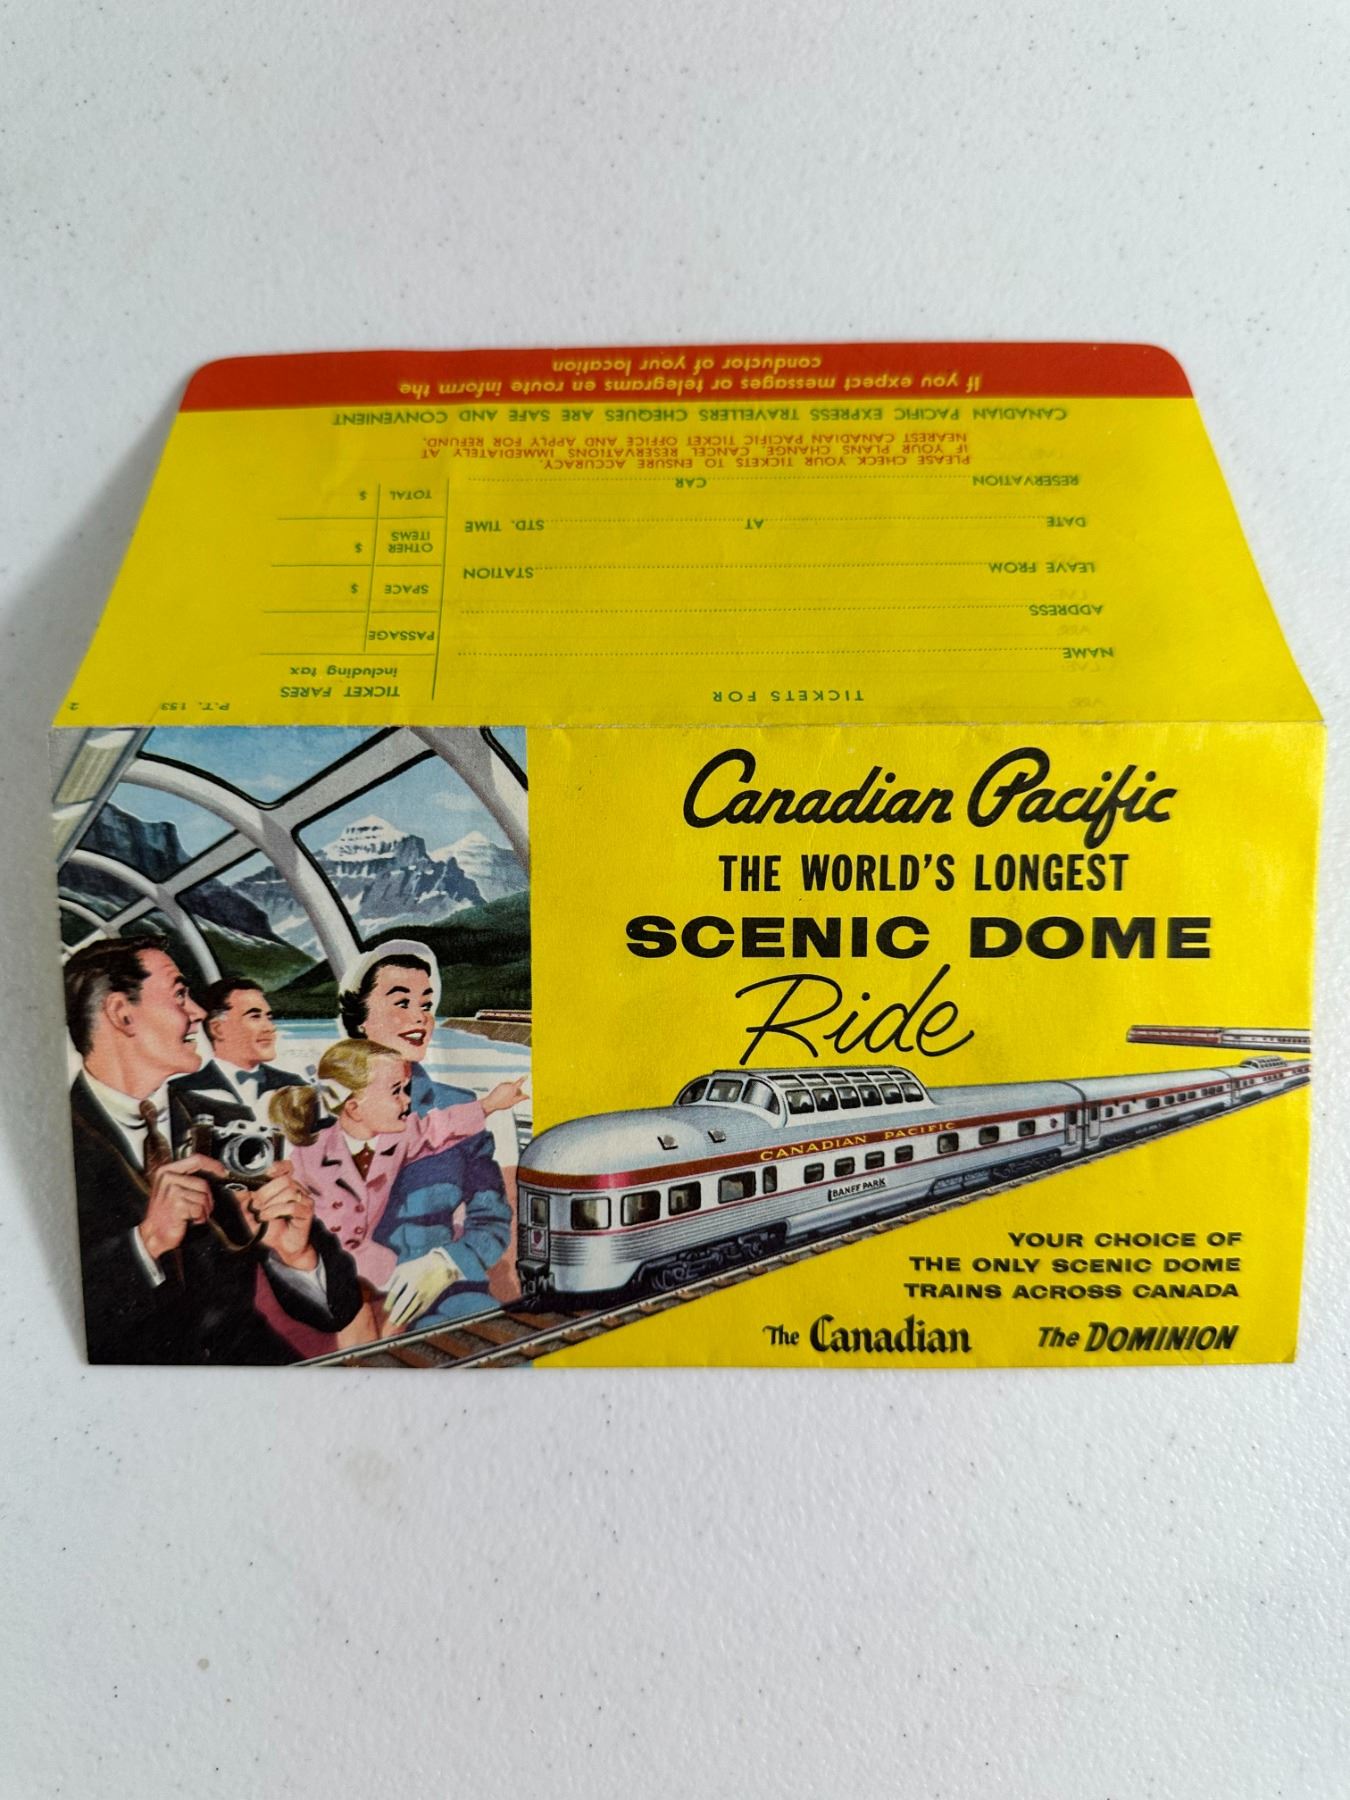 If you expect messages or telegrams en route inform the
conductor of your location
CANADIAN PACIFIC EXPRESS TRAVELLERS CHEQUES ARE SAFE AND CONVENIENT
PLEASE CHECK YOUR TICKETS TO ENSURE ACCURACY.
IF YOUR PLANS CHANGE, CANCEL RESERVATIONS IMMEDIATELY AT
NEAREST CANADIAN PACIFIC TICKET OFFICE AND APPLY FOR REFUND.
RESERVATION CAR
DATE AT STD. TIME
LEAVE FROM STATION
ADDRESS
NAME
TICKETS FOR
TOTAL $
OTHER ITEMS $
SPACE $
PASSAGE
TICKET FARES
including tax
P.T. 153
2
Canadian Pacific
THE WORLD'S LONGEST
SCENIC DOME
Ride
CANADIAN PACIFIC
BANFF PARK
YOUR CHOICE OF
THE ONLY SCENIC DOME
TRAINS ACROSS CANADA
The Canadian The DOMINION